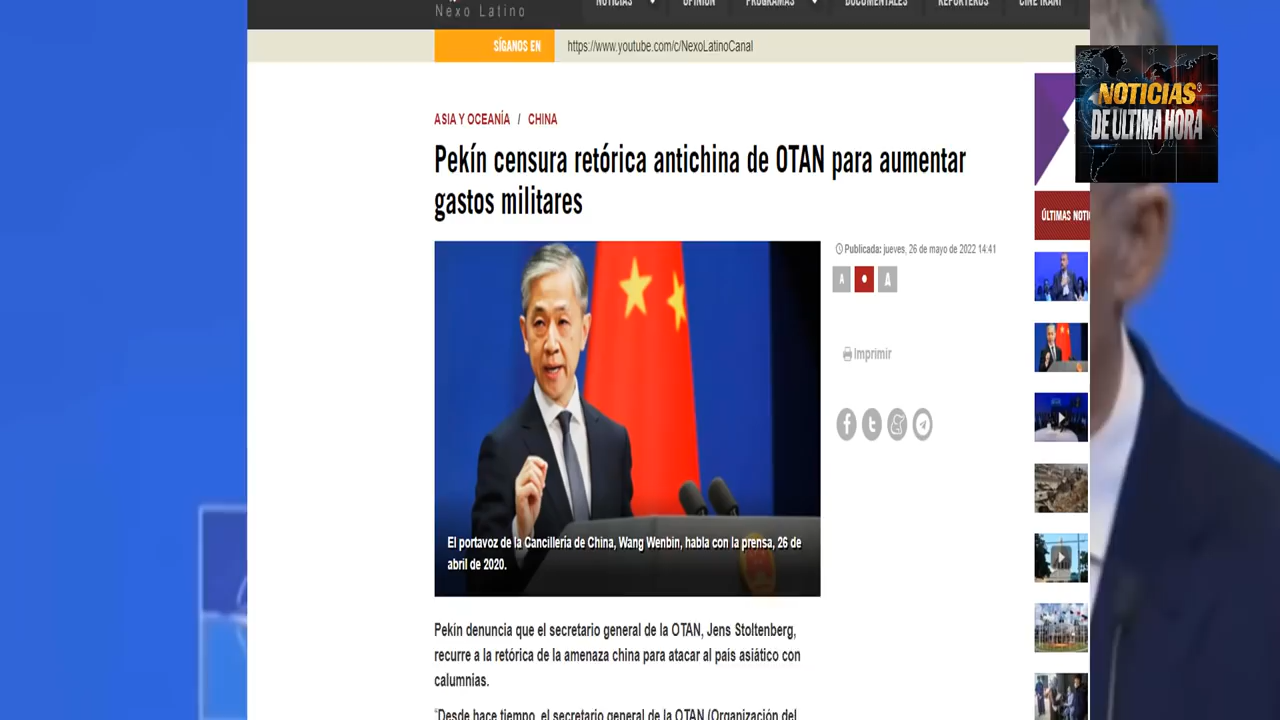 Nexo Latino
NOTICIAS
OPINIÓN
PROGRAMAS
DOCUMENTALES
REPORTEROS
CINE IRANÍ
SÍGANOS EN
https://www.youtube.com/c/NexoLatinoCanal
NOTICIAS®
DE ULTIMA HORA
ASIA Y OCEANÍA / CHINA
Pekín censura retórica antichina de OTAN para aumentar
gastos militares
ÚLTIMAS NOTI
Publicada: jueves, 26 de mayo de 2022 14:41
A
A
Imprimir
El portavoz de la Cancillería de China, Wang Wenbin, habla con la prensa, 26 de
abril de 2020.
Pekín denuncia que el secretario general de la OTAN, Jens Stoltenberg,
recurre a la retórica de la amenaza china para atacar al país asiático con
calumnias.
“Desde hace tiempo, el secretario general de la OTAN (Organización del